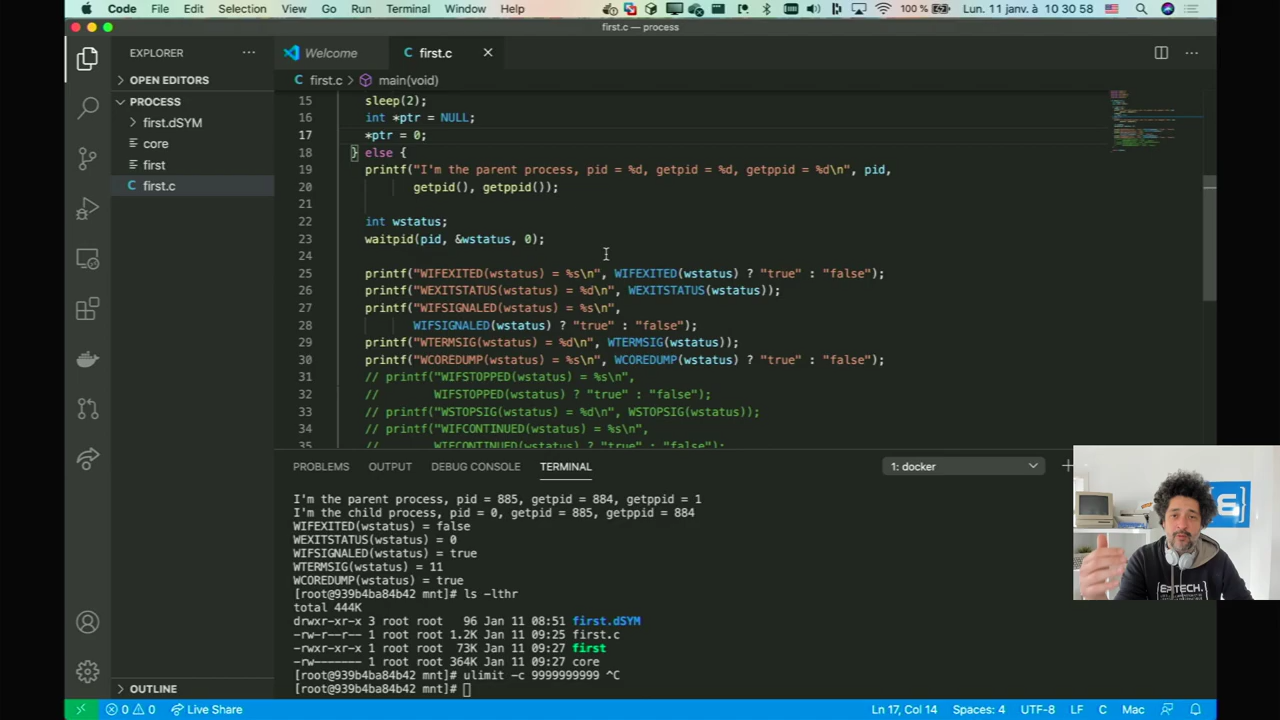 Code File Edit Selection View Go Run Terminal Window Help 100 % Lun. 11 janv. à 10 30 58
first.c — process
EXPLORER
Welcome
first.c
first.c > main(void)
OPEN EDITORS
PROCESS
first.dSYM
core
first
first.c
15 sleep(2);
16 int *ptr = NULL;
17 *ptr = 0;
18 } else {
19 printf("I'm the parent process, pid = %d, getpid = %d, getppid = %d\n", pid,
20 getpid(), getppid());
21
22 int wstatus;
23 waitpid(pid, &wstatus, 0);
24
25 printf("WIFEXITED(wstatus) = %s\n", WIFEXITED(wstatus) ? "true" : "false");
26 printf("WEXITSTATUS(wstatus) = %d\n", WEXITSTATUS(wstatus));
27 printf("WIFSIGNALED(wstatus) = %s\n",
28 WIFSIGNALED(wstatus) ? "true" : "false");
29 printf("WTERMSIG(wstatus) = %d\n", WTERMSIG(wstatus));
30 printf("WCOREDUMP(wstatus) = %s\n", WCOREDUMP(wstatus) ? "true" : "false");
31 // printf("WIFSTOPPED(wstatus) = %s\n",
32 // WIFSTOPPED(wstatus) ? "true" : "false");
33 // printf("WSTOPSIG(wstatus) = %d\n", WSTOPSIG(wstatus));
34 // printf("WIFCONTINUED(wstatus) = %s\n",
35 // WIFCONTINUED(wstatus) ? "true" : "false");
PROBLEMS OUTPUT DEBUG CONSOLE TERMINAL 1: docker
I'm the parent process, pid = 885, getpid = 884, getppid = 1
I'm the child process, pid = 0, getpid = 885, getppid = 884
WIFEXITED(wstatus) = false
WEXITSTATUS(wstatus) = 0
WIFSIGNALED(wstatus) = true
WTERMSIG(wstatus) = 11
WCOREDUMP(wstatus) = true
[root@939b4ba84b42 mnt]# ls -lthr
total 444K
drwxr-xr-x 3 root root 96 Jan 11 08:51 first.dSYM
-rw-r--r-- 1 root root 1.2K Jan 11 09:25 first.c
-rwxr-xr-x 1 root root 73K Jan 11 09:27 first
-rw------- 1 root root 364K Jan 11 09:27 core
[root@939b4ba84b42 mnt]# ulimit -c 9999999999 ^C
[root@939b4ba84b42 mnt]#
OUTLINE
0 0 Live Share Ln 17, Col 14 Spaces: 4 UTF-8 LF C Mac